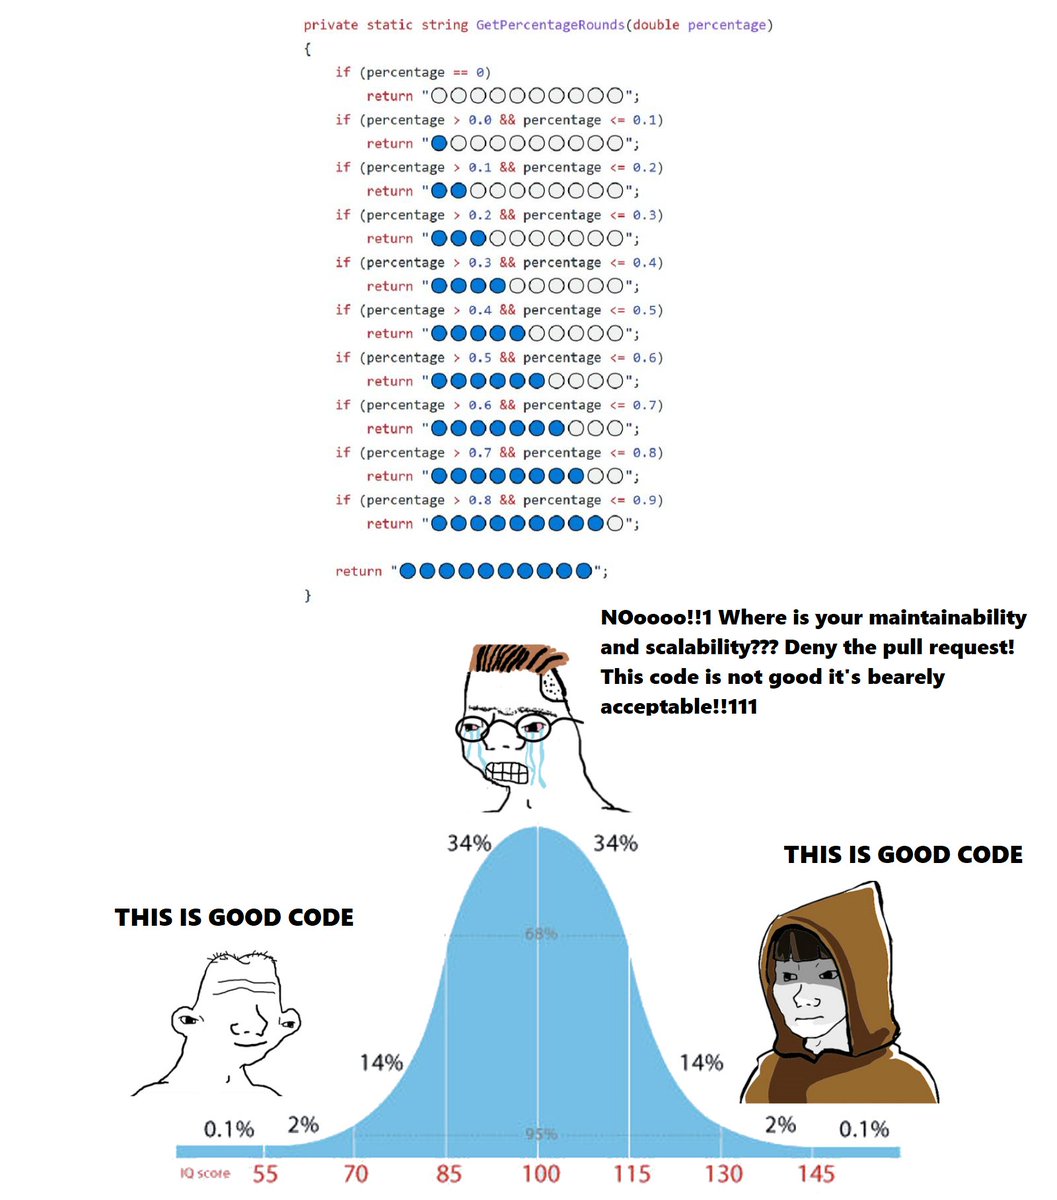 private static string GetPercentageRounds(double percentage)
{
if (percentage == 0)
return "⚪⚪⚪⚪⚪⚪⚪⚪⚪⚪";
if (percentage > 0.0 && percentage <= 0.1)
return "🔵⚪⚪⚪⚪⚪⚪⚪⚪⚪";
if (percentage > 0.1 && percentage <= 0.2)
return "🔵🔵⚪⚪⚪⚪⚪⚪⚪⚪";
if (percentage > 0.2 && percentage <= 0.3)
return "🔵🔵🔵⚪⚪⚪⚪⚪⚪⚪";
if (percentage > 0.3 && percentage <= 0.4)
return "🔵🔵🔵🔵⚪⚪⚪⚪⚪⚪";
if (percentage > 0.4 && percentage <= 0.5)
return "🔵🔵🔵🔵🔵⚪⚪⚪⚪⚪";
if (percentage > 0.5 && percentage <= 0.6)
return "🔵🔵🔵🔵🔵🔵⚪⚪⚪⚪";
if (percentage > 0.6 && percentage <= 0.7)
return "🔵🔵🔵🔵🔵🔵🔵⚪⚪⚪";
if (percentage > 0.7 && percentage <= 0.8)
return "🔵🔵🔵🔵🔵🔵🔵🔵⚪⚪";
if (percentage > 0.8 && percentage <= 0.9)
return "🔵🔵🔵🔵🔵🔵🔵🔵🔵⚪";
return "🔵🔵🔵🔵🔵🔵🔵🔵🔵🔵";
}
NOoooo!!1 Where is your maintainability
and scalability??? Deny the pull request!
This code is not good it's bearely
acceptable!!111
34% 34%
THIS IS GOOD CODE
THIS IS GOOD CODE
68%
14% 14%
0.1% 2% 95% 2% 0.1%
IQ score 55 70 85 100 115 130 145